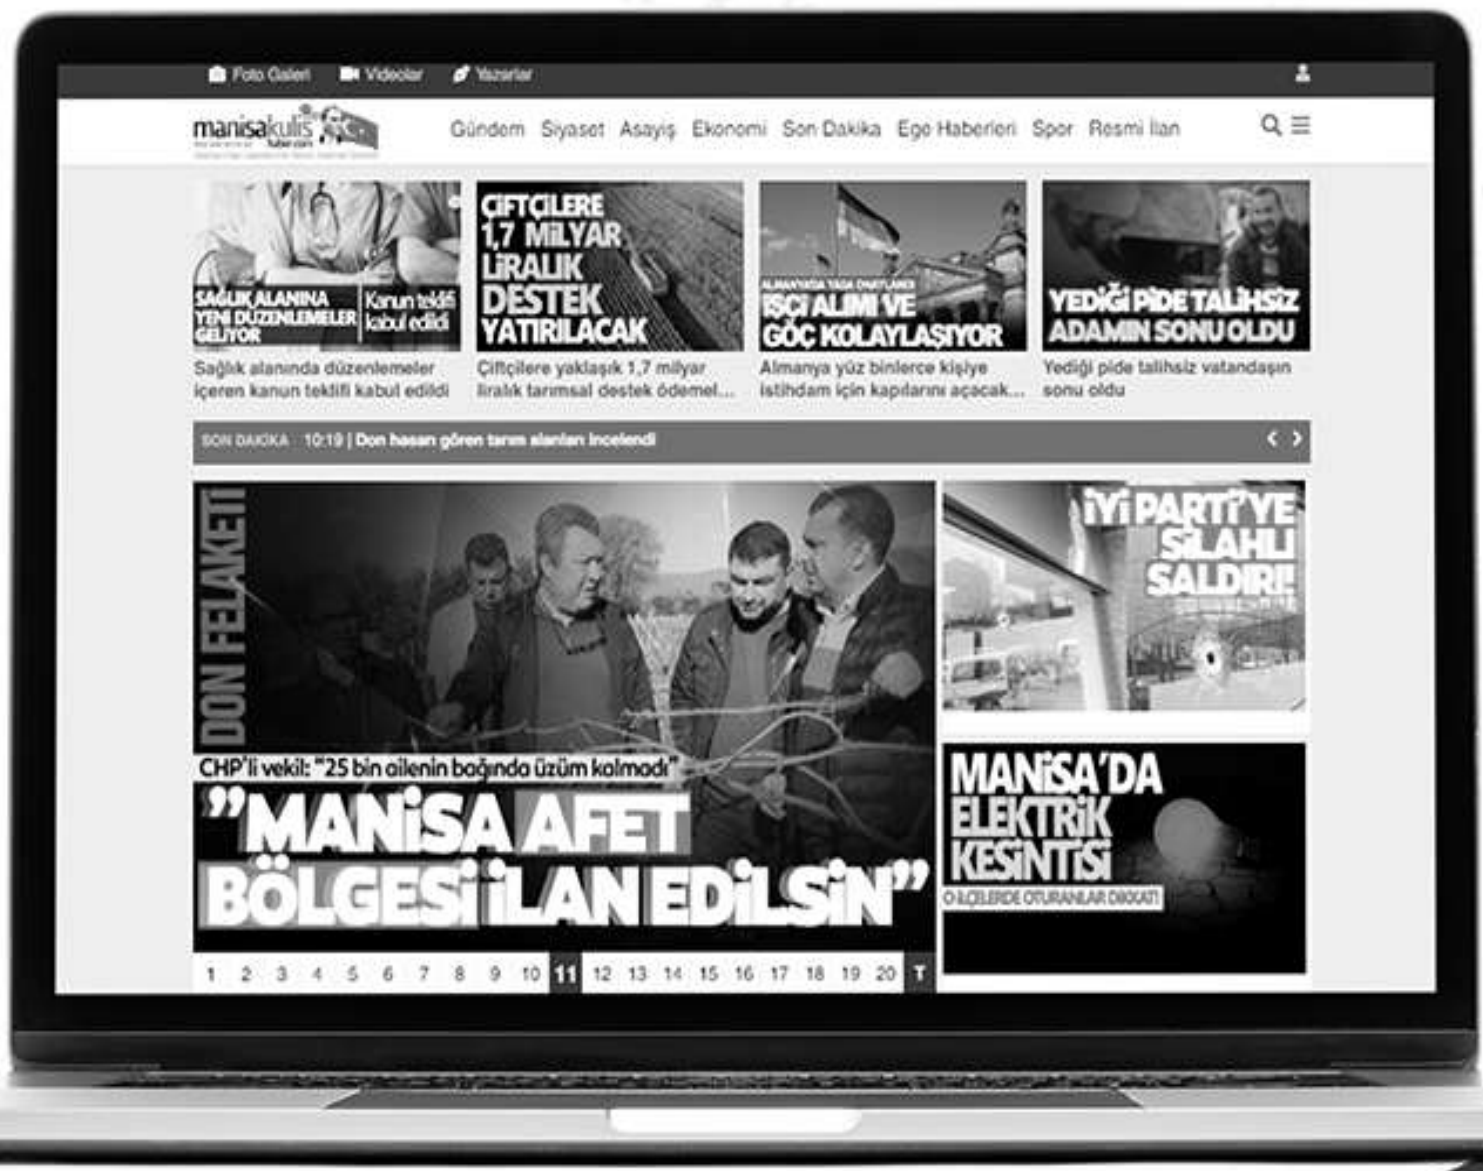 Foto Galeri Videolar Yazarlar
manisakulis
haber.com
Gündem Siyaset Asayiş Ekonomi Son Dakika Ege Haberleri Spor Resmi İlan
SAĞLIK ALANINA
YENİ DÜZENLEMELER
GELİYOR
Kanun teklifi
kabul edildi
Sağlık alanında düzenlemeler
içeren kanun teklifi kabul edildi
ÇİFTÇİLERE
1,7 MİLYAR
LİRALIK
DESTEK
YATIRILACAK
Çiftçilere yaklaşık 1,7 milyar
liralık tarımsal destek ödemel...
ALMANYA'DA YASA ONAYLANDI
İŞÇİ ALIMI VE
GÖÇ KOLAYLAŞIYOR
Almanya yüz binlerce kişiye
istihdam için kapılarını açacak...
YEDİĞİ PİDE TALİHSİZ
ADAMIN SONU OLDU
Yediği pide talihsiz vatandaşın
sonu oldu
SON DAKİKA 10:19 | Don hasarı gören tarım alanları incelendi
DON FELAKETİ
CHP'li vekil: "25 bin ailenin bağında üzüm kalmadı"
"MANİSA AFET
BÖLGESİ İLAN EDİLSİN"
1 2 3 4 5 6 7 8 9 10 11 12 13 14 15 16 17 18 19 20 T
İYİ PARTİ'YE
SİLAHLI
SALDIRI!
MANİSA'DA
ELEKTRİK
KESİNTİSİ
O İLÇELERDE OTURANLAR DİKKAT!